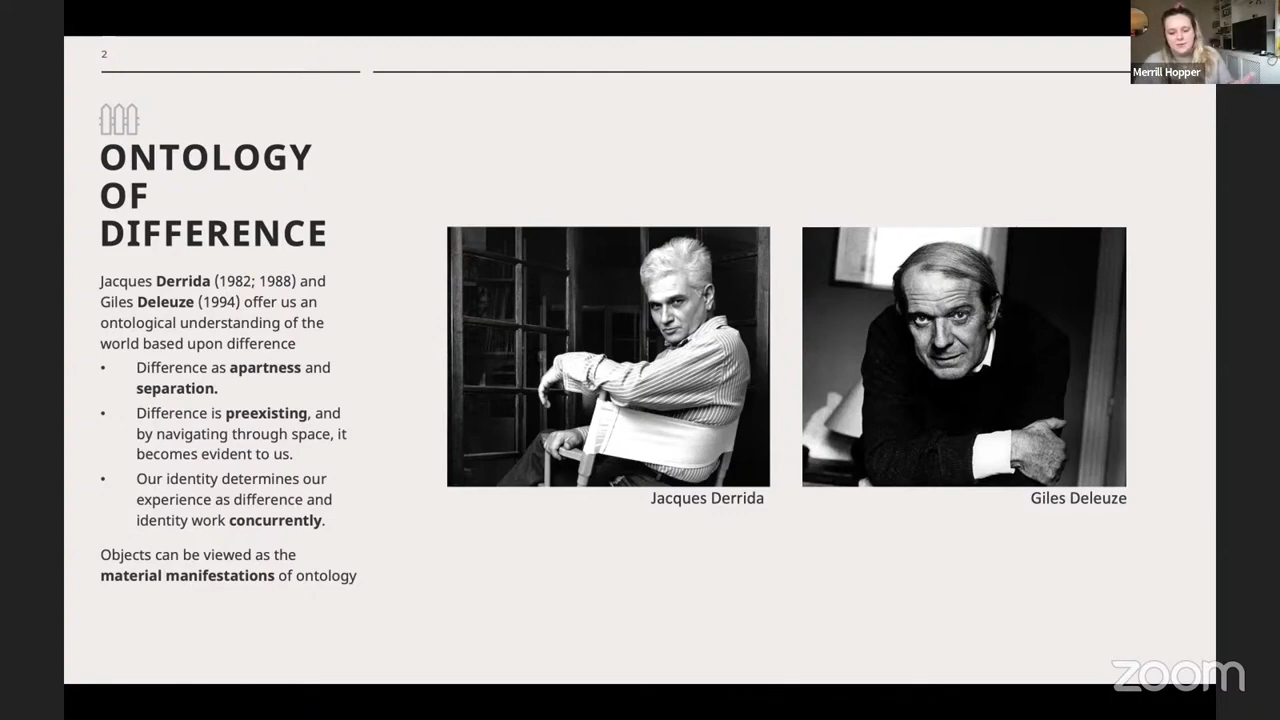 2
Merrill Hopper
ONTOLOGY
OF
DIFFERENCE
Jacques Derrida (1982; 1988) and
Giles Deleuze (1994) offer us an
ontological understanding of the
world based upon difference
• Difference as apartness and
separation.
• Difference is preexisting, and
by navigating through space, it
becomes evident to us.
• Our identity determines our
experience as difference and
identity work concurrently.
Objects can be viewed as the
material manifestations of ontology
Jacques Derrida
Giles Deleuze
zoom